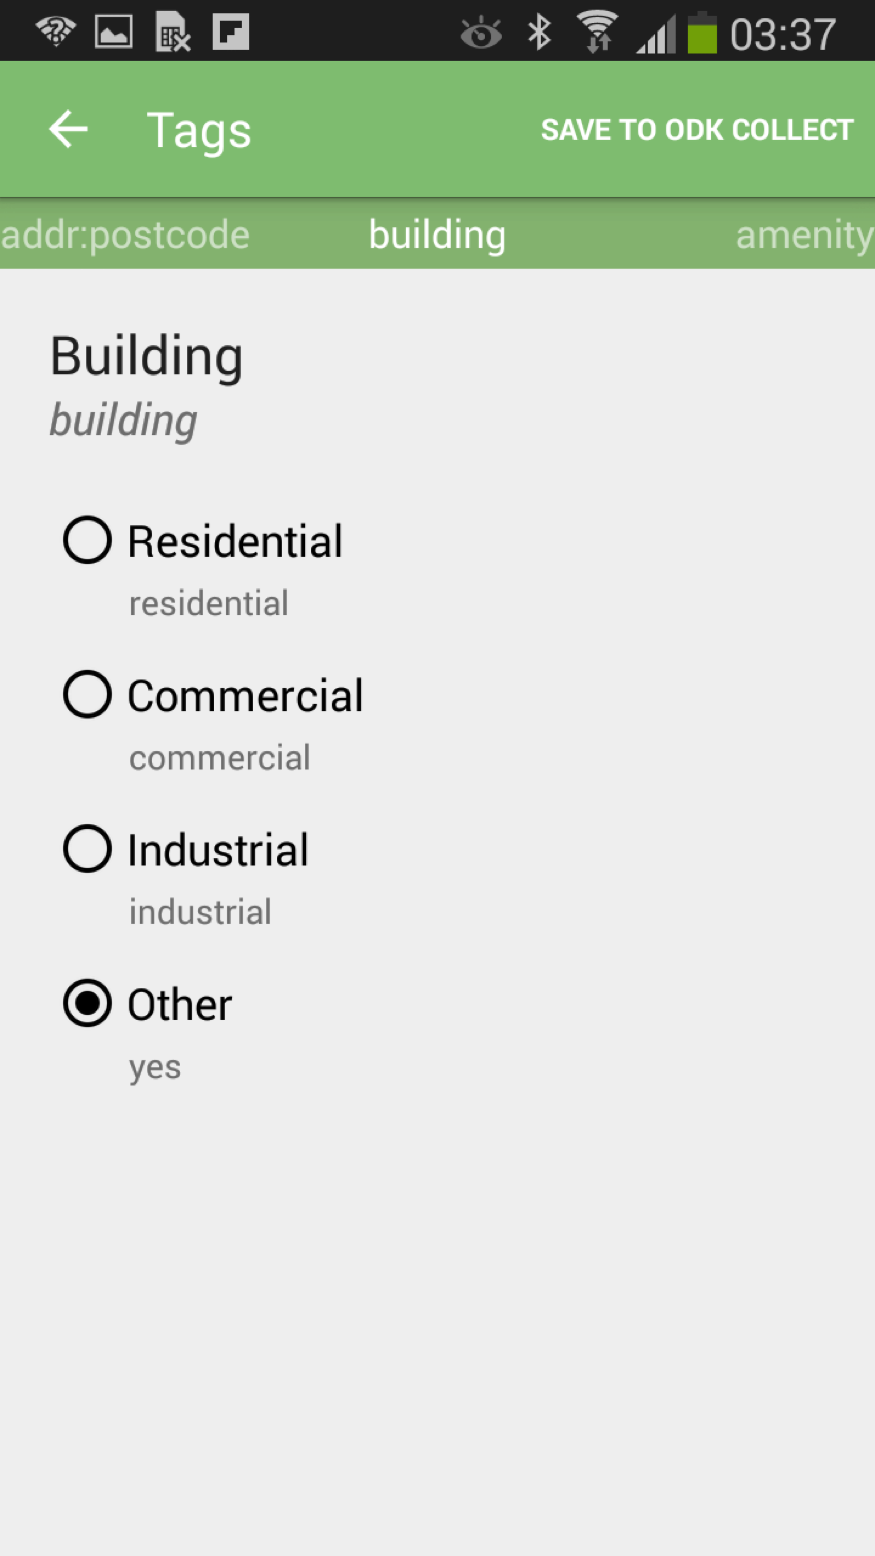 03:37
Tags SAVE TO ODK COLLECT
addr:postcode building amenity
Building
building
Residential
residential
Commercial
commercial
Industrial
industrial
Other
yes